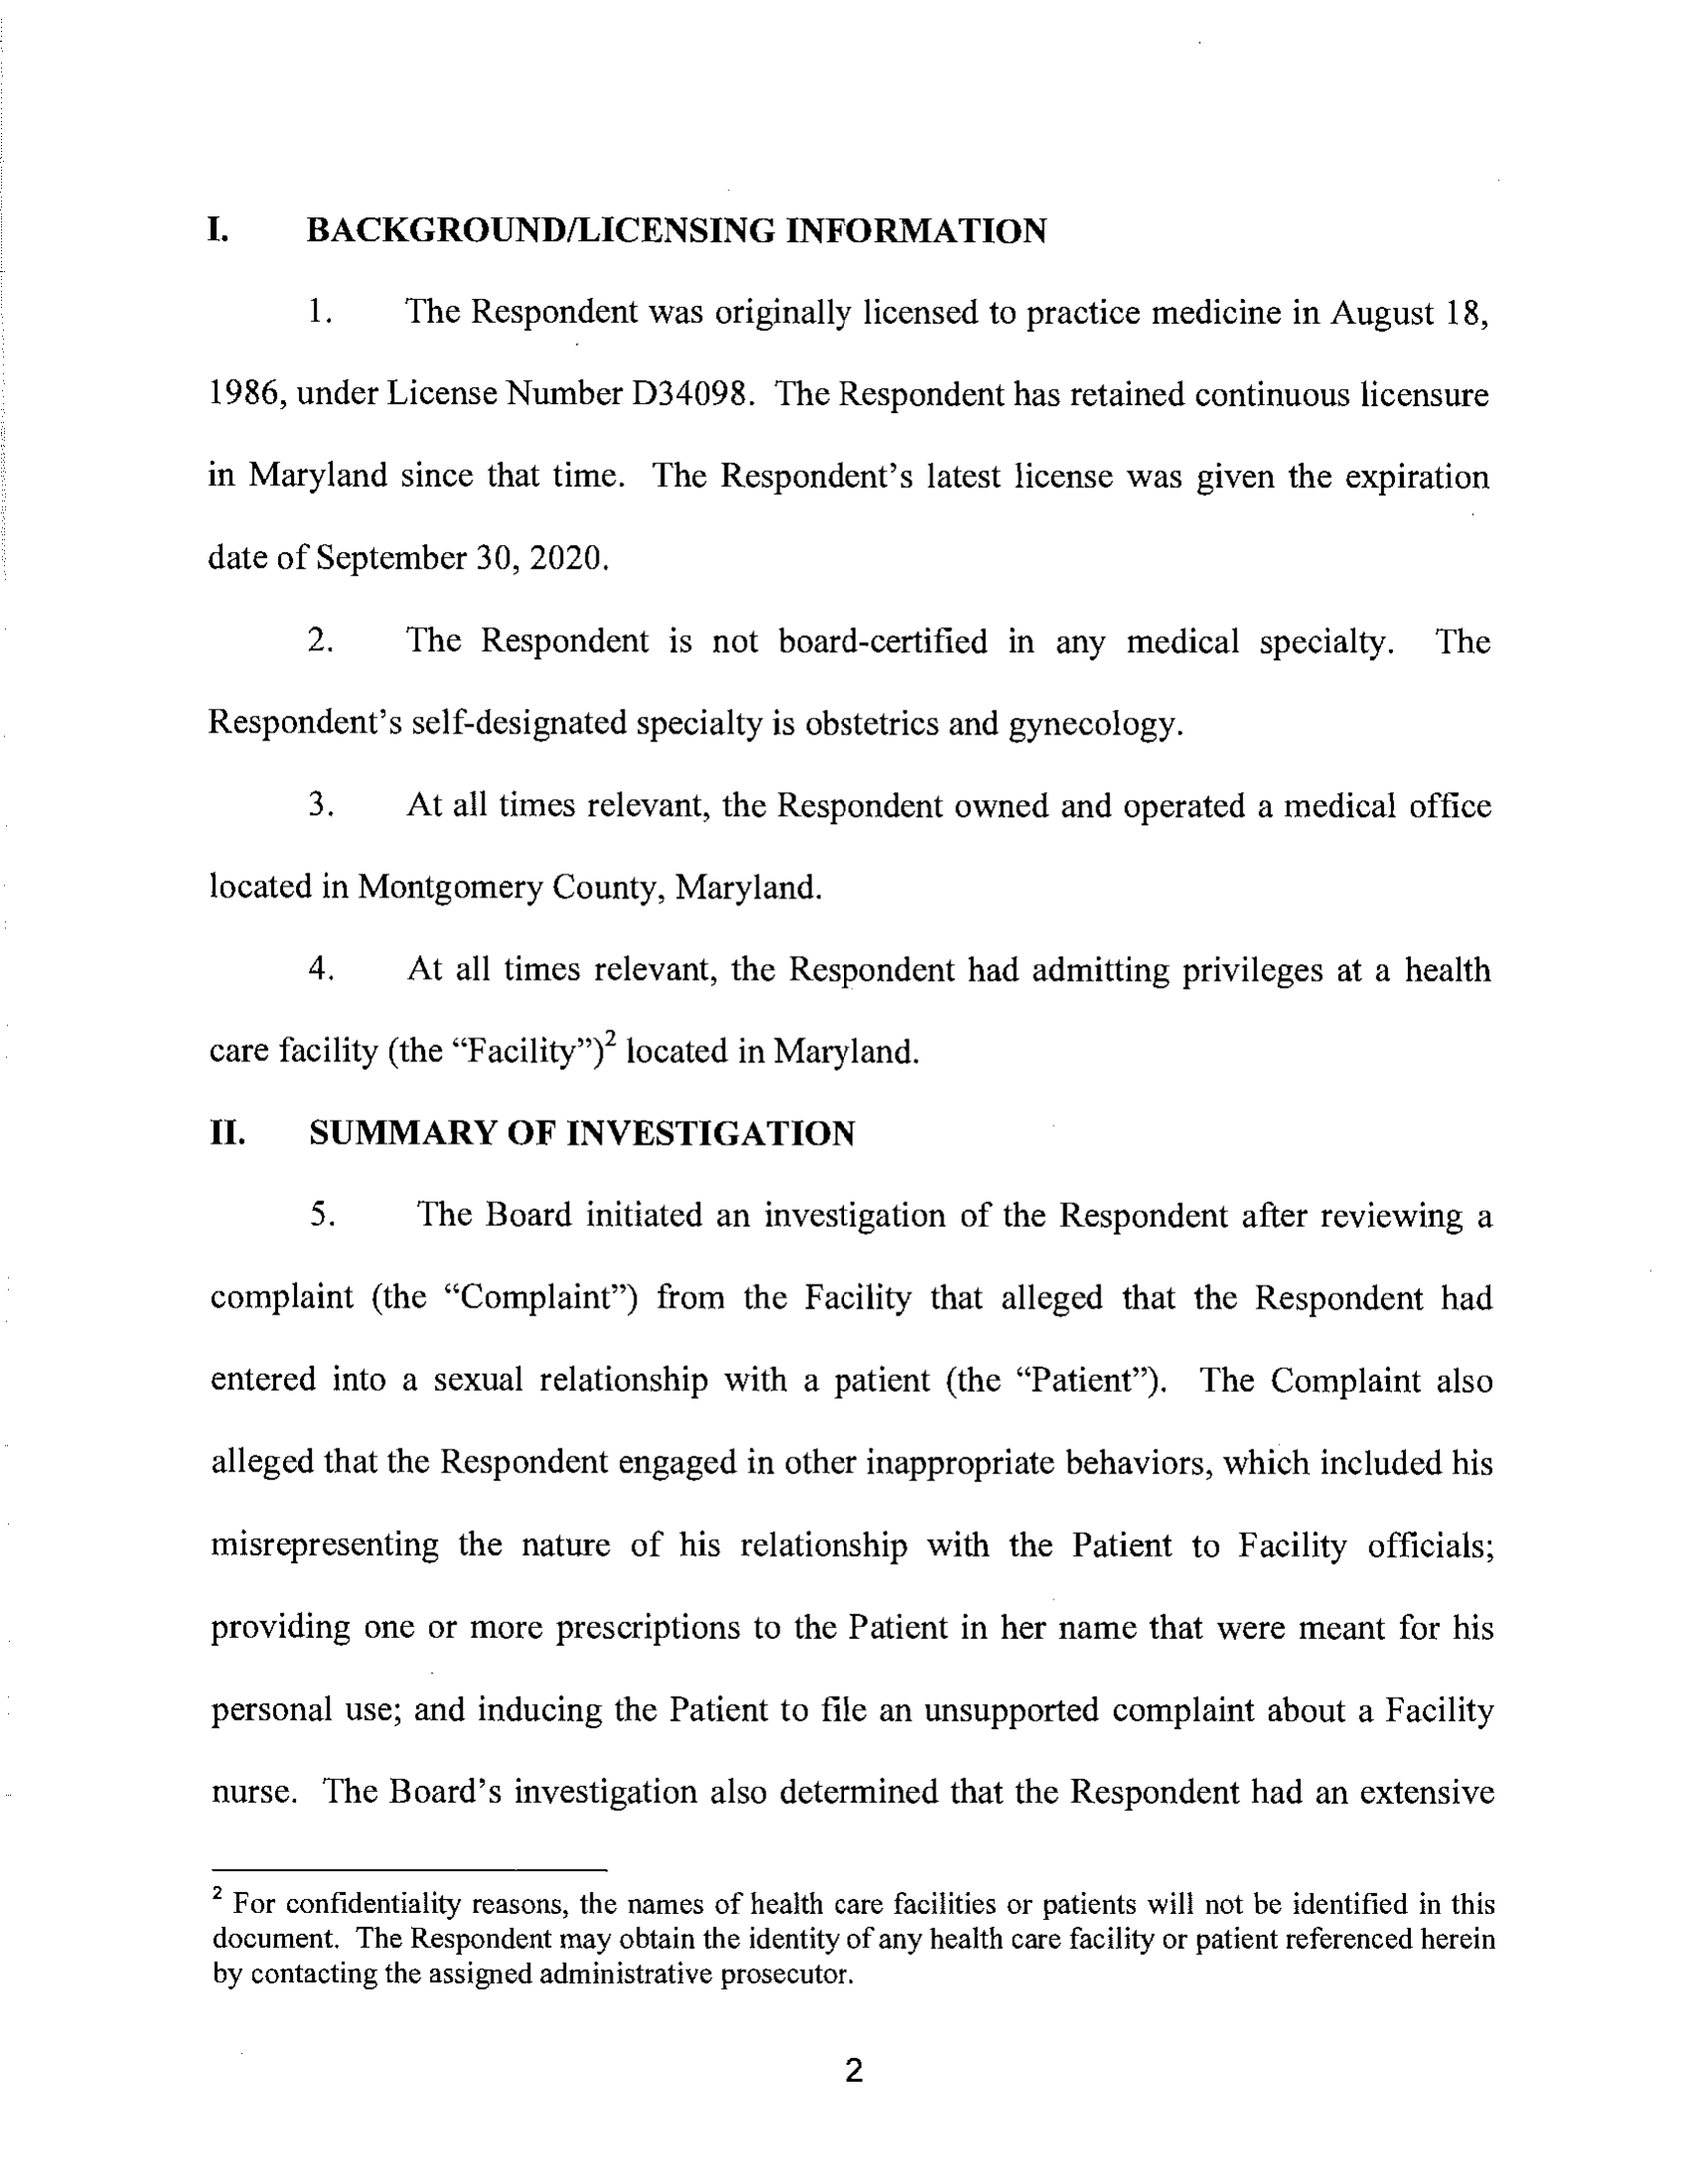 I. BACKGROUND/LICENSING INFORMATION
1. The Respondent was originally licensed to practice medicine in August 18,
1986, under License Number D34098. The Respondent has retained continuous licensure
in Maryland since that time. The Respondent's latest license was given the expiration
date of September 30, 2020.
2. The Respondent is not board-certified in any medical specialty. The
Respondent's self-designated specialty is obstetrics and gynecology.
3. At all times relevant, the Respondent owned and operated a medical office
located in Montgomery County, Maryland.
4. At all times relevant, the Respondent had admitting privileges at a health
care facility (the “Facility”)² located in Maryland.
II. SUMMARY OF INVESTIGATION
5. The Board initiated an investigation of the Respondent after reviewing a
complaint (the “Complaint”) from the Facility that alleged that the Respondent had
entered into a sexual relationship with a patient (the “Patient”). The Complaint also
alleged that the Respondent engaged in other inappropriate behaviors, which included his
misrepresenting the nature of his relationship with the Patient to Facility officials;
providing one or more prescriptions to the Patient in her name that were meant for his
personal use; and inducing the Patient to file an unsupported complaint about a Facility
nurse. The Board's investigation also determined that the Respondent had an extensive
² For confidentiality reasons, the names of health care facilities or patients will not be identified in this
document. The Respondent may obtain the identity of any health care facility or patient referenced herein
by contacting the assigned administrative prosecutor.
2